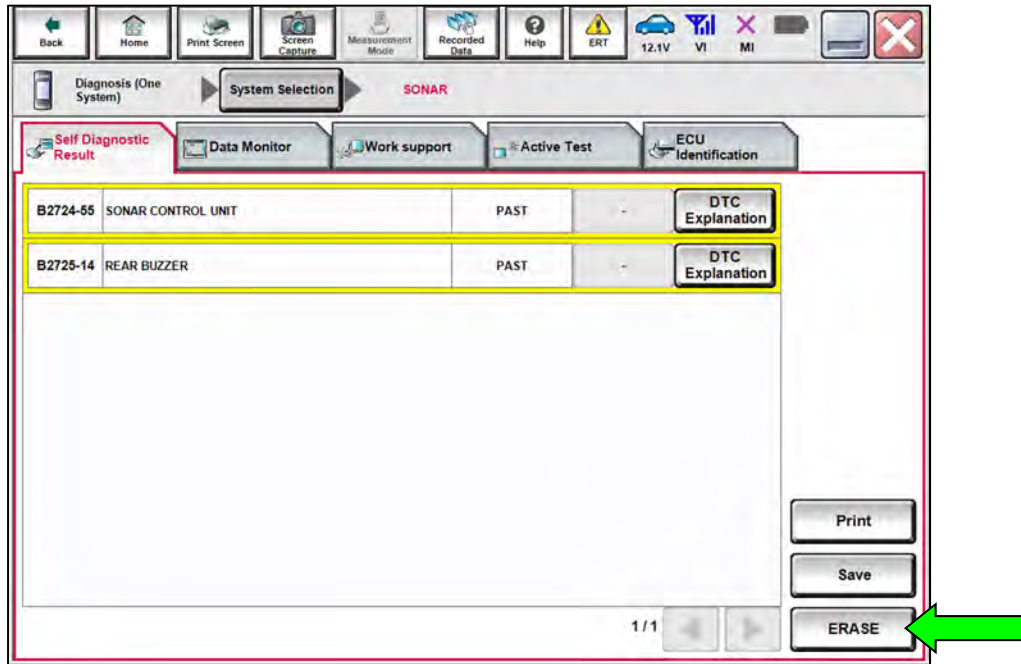 Back
Home
Print Screen
Screen
Capture
Measurement
Mode
Recorded
Data
Help
ERT
12.1V
VI
MI
Diagnosis (One
System)
System Selection
SONAR
Self Diagnostic
Result
Data Monitor
Work support
Active Test
ECU
Identification
B2724-55 SONAR CONTROL UNIT PAST - DTC
Explanation
B2725-14 REAR BUZZER PAST - DTC
Explanation
Print
Save
1/1
ERASE